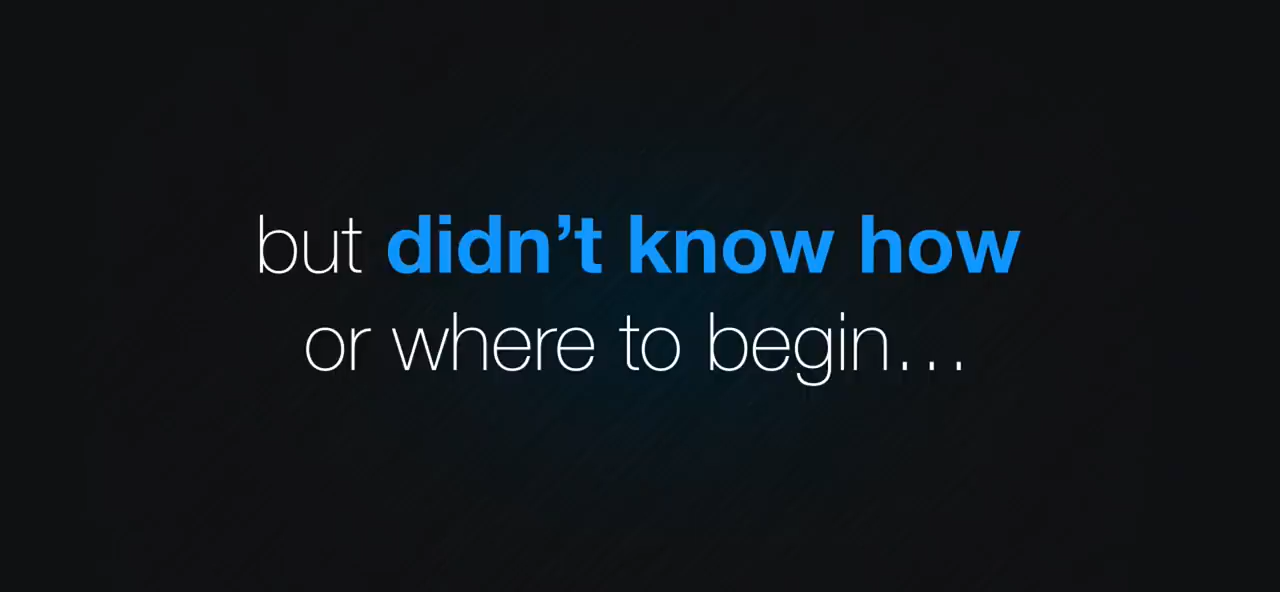 but didn’t know how
or where to begin…